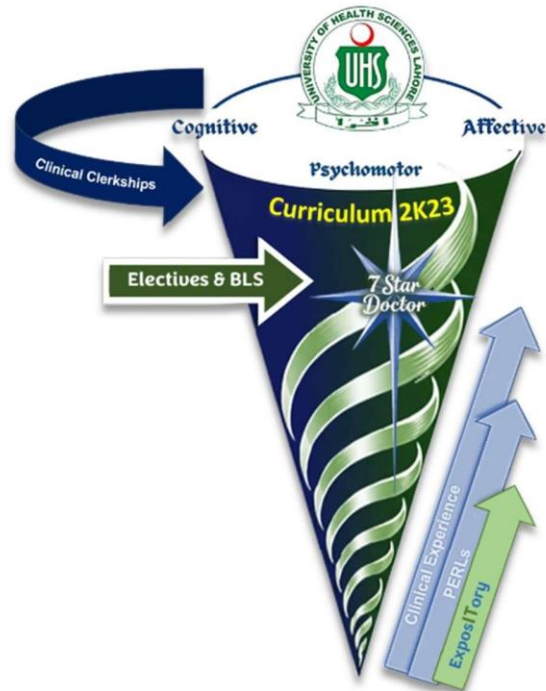 UNIVERSITY OF HEALTH SCIENCES LAHORE
UHS
Cognitive
Affective
Psychomotor
Clinical Clerkships
Curriculum 2K23
Electives & BLS
7 Star
Doctor
Clinical Experience
PERLs
ExposITory